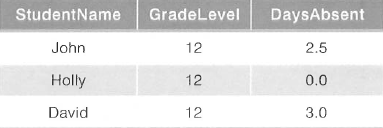 StudentName GradeLevel DaysAbsent
John 12 2.5
Holly 12 0.0
David 12 3.0